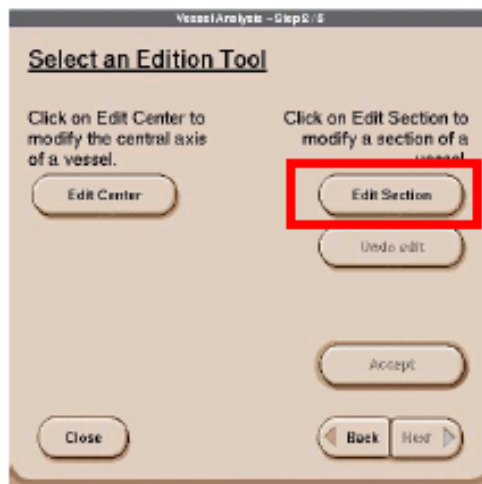 Vessel Analysis - Step 2 / 5
Select an Edition Tool
Click on Edit Center to
modify the central axis
of a vessel.
Click on Edit Section to
modify a section of a
vessel.
Edit Center
Edit Section
Undo edit
Accept
Close
Back
Next